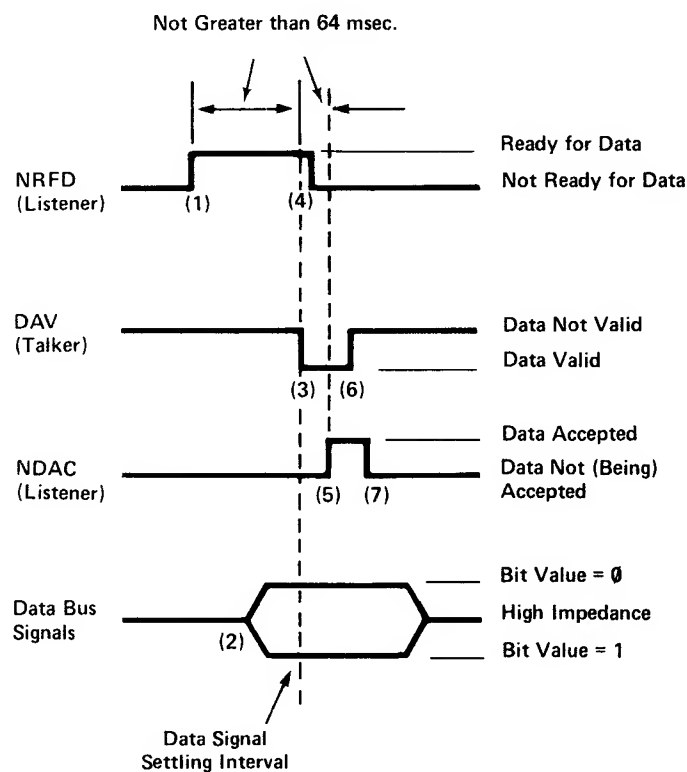 Not Greater than 64 msec.
Ready for Data
NRFD
(Listener)
Not Ready for Data
(1)
(4)
DAV
(Talker)
Data Not Valid
Data Valid
(3)
(6)
Data Accepted
NDAC
(Listener)
Data Not (Being)
Accepted
(5)
(7)
Bit Value = 0
Data Bus
Signals
High Impedance
(2)
Bit Value = 1
Data Signal
Settling Interval